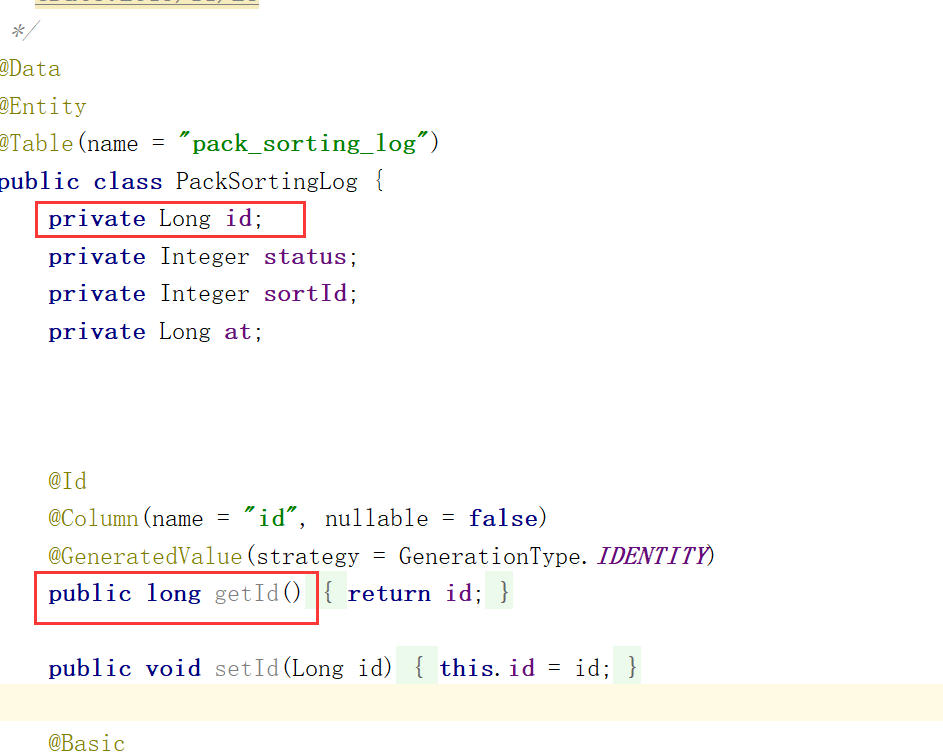 */
@Data
@Entity
@Table(name = "pack_sorting_log")
public class PackSortingLog {
private Long id;
private Integer status;
private Integer sortId;
private Long at;
@Id
@Column(name = "id", nullable = false)
@GeneratedValue(strategy = GenerationType.IDENTITY)
public long getId() { return id; }
public void setId(Long id) { this.id = id; }
@Basic